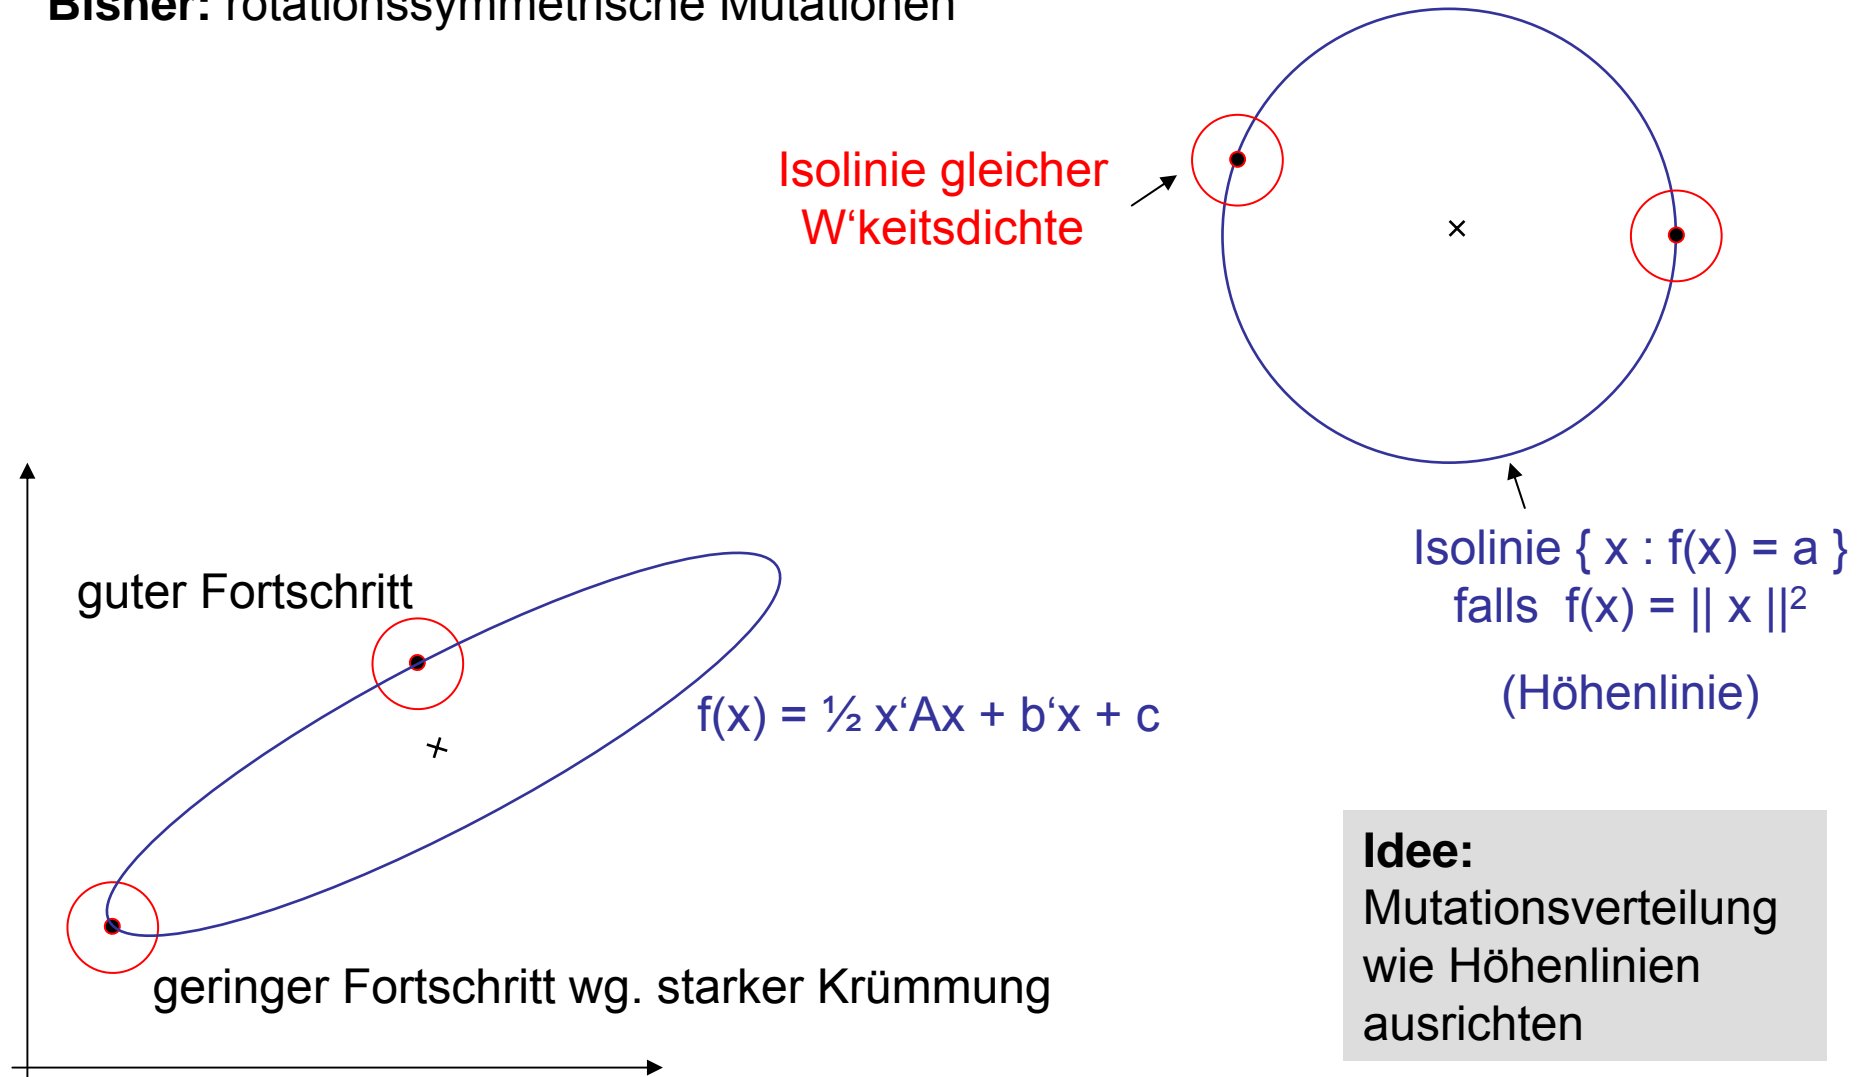 Bisher: rotationssymmetrische Mutationen
Isolinie gleicher
W‘keitsdichte
Isolinie { x : f(x) = a }
falls f(x) = || x ||²
(Höhenlinie)
guter Fortschritt
f(x) = ½ x‘Ax + b‘x + c
geringer Fortschritt wg. starker Krümmung
Idee:
Mutationsverteilung
wie Höhenlinien
ausrichten